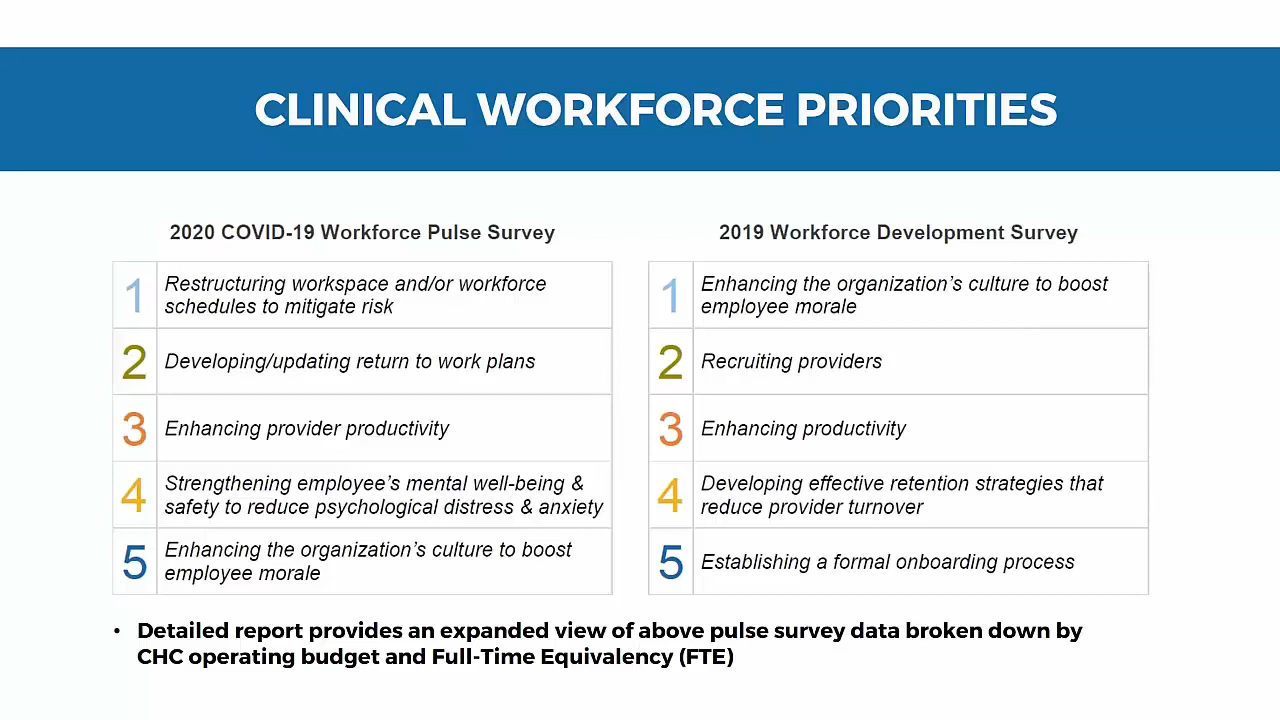 CLINICAL WORKFORCE PRIORITIES
2020 COVID-19 Workforce Pulse Survey
1 Restructuring workspace and/or workforce
schedules to mitigate risk
2 Developing/updating return to work plans
3 Enhancing provider productivity
4 Strengthening employee’s mental well-being &
safety to reduce psychological distress & anxiety
5 Enhancing the organization’s culture to boost
employee morale
2019 Workforce Development Survey
1 Enhancing the organization’s culture to boost
employee morale
2 Recruiting providers
3 Enhancing productivity
4 Developing effective retention strategies that
reduce provider turnover
5 Establishing a formal onboarding process
• Detailed report provides an expanded view of above pulse survey data broken down by
CHC operating budget and Full-Time Equivalency (FTE)